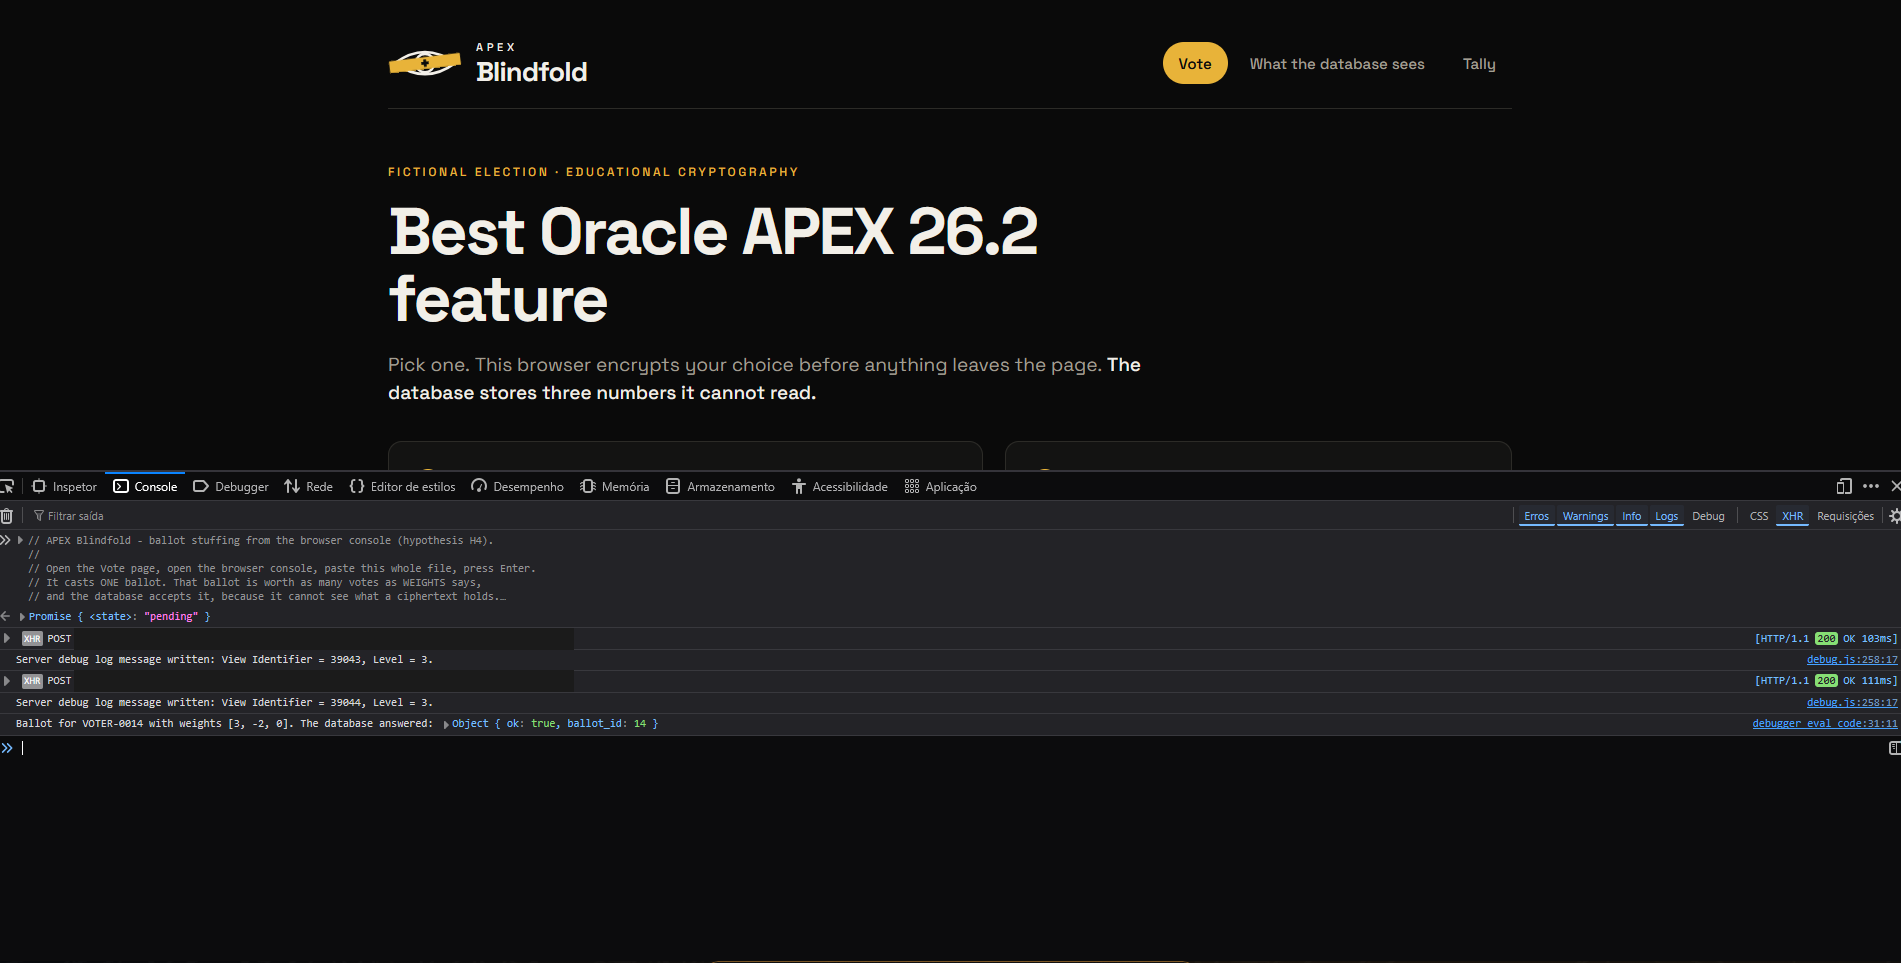 APEX
Blindfold
Vote
What the database sees
Tally
FICTIONAL ELECTION · EDUCATIONAL CRYPTOGRAPHY
Best Oracle APEX 26.2
feature
Pick one. This browser encrypts your choice before anything leaves the page. The
database stores three numbers it cannot read.
Inspetor
Console
Debugger
Rede
Editor de estilos
Desempenho
Memória
Armazenamento
Acessibilidade
Aplicação
Filtrar saída
Erros
Warnings
Info
Logs
Debug
CSS
XHR
Requisições
// APEX Blindfold - ballot stuffing from the browser console (hypothesis H4).
//
// Open the Vote page, open the browser console, paste this whole file, press Enter.
// It casts ONE ballot. That ballot is worth as many votes as WEIGHTS says,
// and the database accepts it, because it cannot see what a ciphertext holds.…
Promise { <state>: "pending" }
XHR POST [HTTP/1.1 200 OK 103ms]
Server debug log message written: View Identifier = 39043, Level = 3. debug.js:258:17
XHR POST [HTTP/1.1 200 OK 111ms]
Server debug log message written: View Identifier = 39044, Level = 3. debug.js:258:17
Ballot for VOTER-0014 with weights [3, -2, 0]. The database answered: Object { ok: true, ballot_id: 14 } debugger eval code:31:11